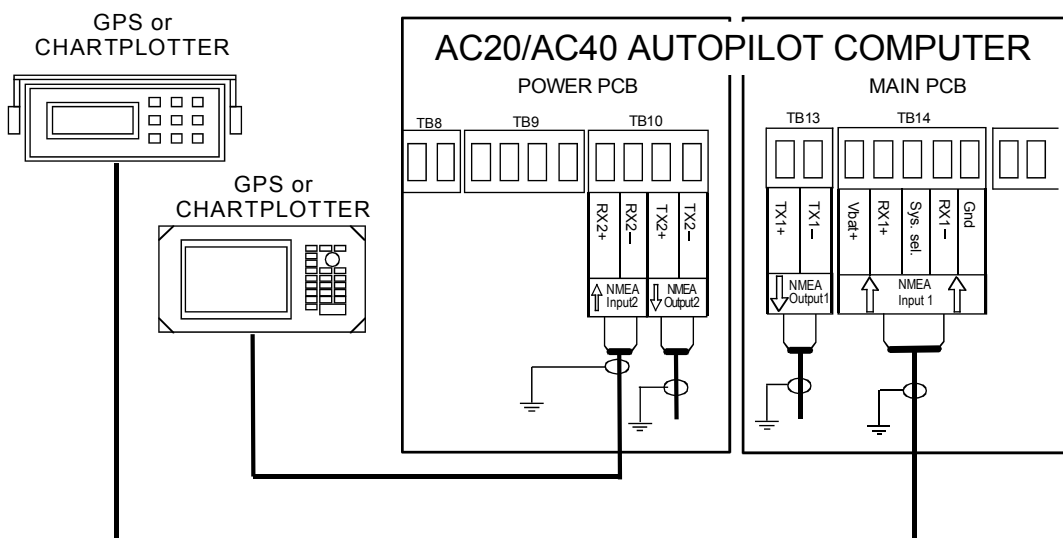 GPS or
CHARTPLOTTER
GPS or
CHARTPLOTTER
AC20/AC40 AUTOPILOT COMPUTER
POWER PCB
TB8
TB9
TB10
RX2+
RX2-
TX2+
TX2-
NMEA
Input2
NMEA
Output2
MAIN PCB
TB13
TB14
TX1+
TX1-
Vbat+
RX1+
Sys. sel.
RX1-
Gnd
NMEA
Output1
NMEA
Input 1